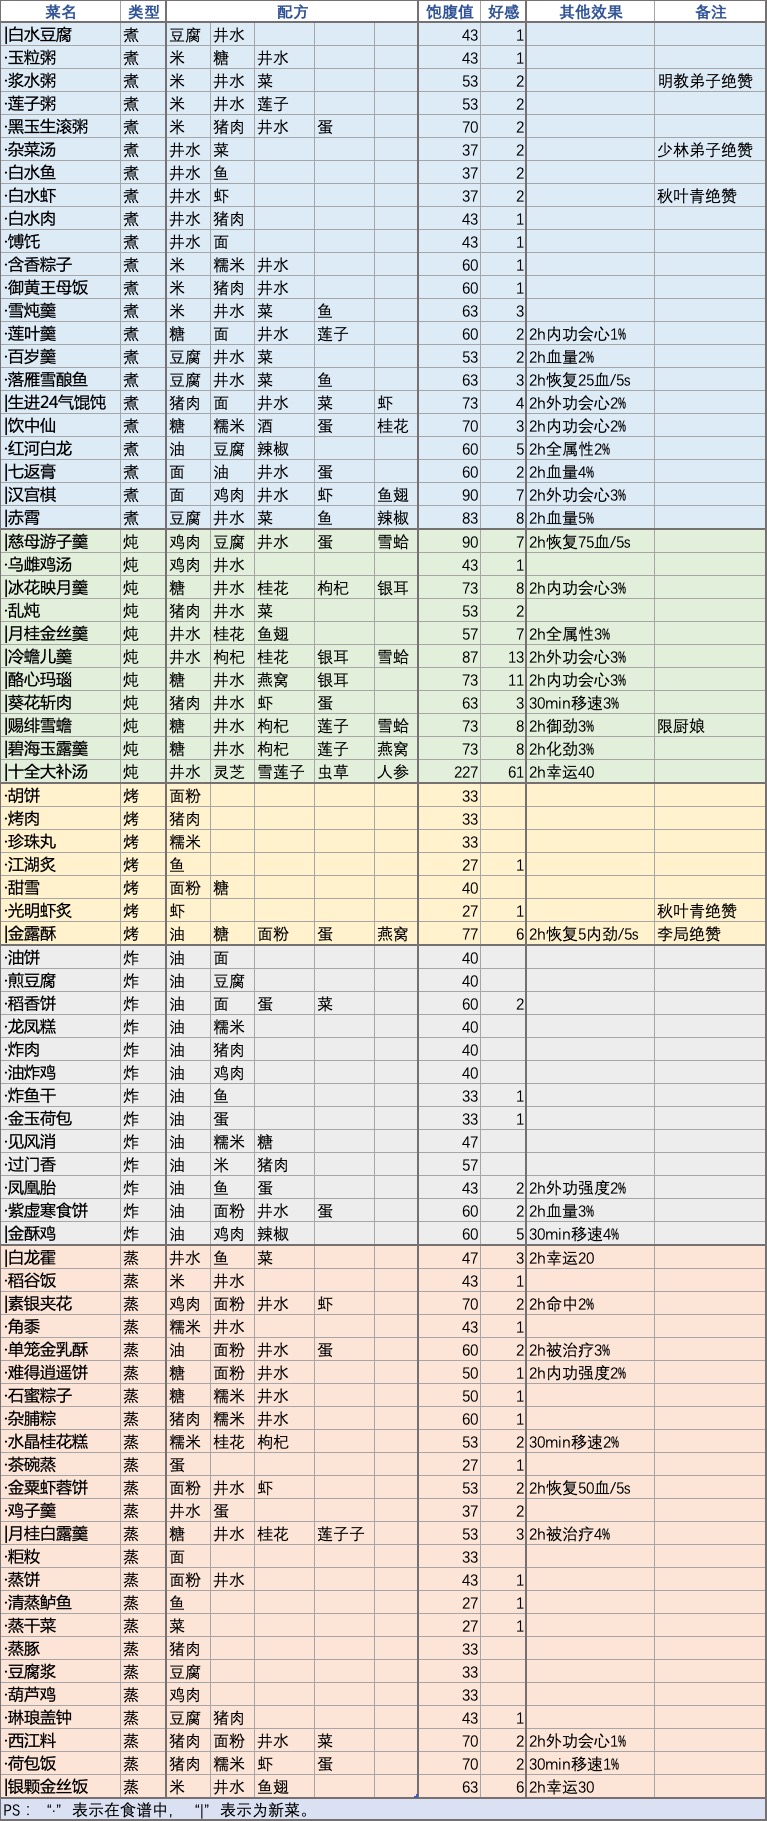 菜名 类型 配方 饱腹值 好感 其他效果 备注
|白水豆腐 煮 豆腐 井水 43 1
·玉粒粥 煮 米 糖 井水 43 1
·浆水粥 煮 米 井水 菜 53 2 明教弟子绝赞
·莲子粥 煮 米 井水 莲子 53 2
·黑玉生滚粥 煮 米 猪肉 井水 蛋 70 2
·杂菜汤 煮 井水 菜 37 2 少林弟子绝赞
·白水鱼 煮 井水 鱼 37 2
·白水虾 煮 井水 虾 37 2 秋叶青绝赞
·白水肉 煮 井水 猪肉 43 1
·馎饦 煮 井水 面 43 1
·含香粽子 煮 米 糯米 井水 60 1
·御黄王母饭 煮 米 猪肉 井水 60 1
·雪炖羹 煮 米 井水 菜 鱼 63 3
·莲叶羹 煮 糖 面 井水 莲子 60 2 2h内功会心1%
·百岁羹 煮 豆腐 井水 菜 53 2 2h血量2%
·落雁雪酿鱼 煮 豆腐 井水 菜 鱼 63 3 2h恢复25血/5s
|生进24气馄饨 煮 猪肉 面 井水 菜 虾 73 4 2h外功会心2%
|饮中仙 煮 糖 糯米 酒 蛋 桂花 70 3 2h内功会心2%
·红河白龙 煮 油 豆腐 辣椒 60 5 2h全属性2%
|七返膏 煮 面 油 井水 蛋 60 2 2h血量4%
|汉宫棋 煮 面 鸡肉 井水 虾 鱼翅 90 7 2h外功会心3%
|赤霄 煮 豆腐 井水 菜 鱼 辣椒 83 8 2h血量5%
|慈母游子羹 炖 鸡肉 豆腐 井水 蛋 雪蛤 90 7 2h恢复75血/5s
·乌雌鸡汤 炖 鸡肉 井水 43 1
|冰花映月羹 炖 糖 井水 桂花 枸杞 银耳 73 8 2h内功会心3%
·乱炖 炖 猪肉 井水 菜 53 2
|月桂金丝羹 炖 井水 桂花 鱼翅 57 7 2h全属性3%
|冷蟾儿羹 炖 井水 枸杞 桂花 银耳 雪蛤 87 13 2h外功会心3%
|酪心玛瑙 炖 糖 井水 燕窝 银耳 73 11 2h内功会心3%
|葵花斩肉 炖 猪肉 井水 虾 蛋 63 3 30min移速3%
|赐绯雪蟾 炖 糖 井水 枸杞 莲子 雪蛤 73 8 2h御劲3% 限厨娘
|碧海玉露羹 炖 糖 井水 枸杞 莲子 燕窝 73 8 2h化劲3%
|十全大补汤 炖 井水 灵芝 雪莲子 虫草 人参 227 61 2h幸运40
·胡饼 烤 面粉 33
·烤肉 烤 猪肉 33
·珍珠丸 烤 糯米 33
·江湖炙 烤 鱼 27 1
·甜雪 烤 面粉 糖 40
·光明虾炙 烤 虾 27 1 秋叶青绝赞
|金露酥 烤 油 糖 面粉 蛋 燕窝 77 6 2h恢复5内劲/5s 李局绝赞
·油饼 炸 油 面 40
·煎豆腐 炸 油 豆腐 40
·稻香饼 炸 油 面 蛋 菜 60 2
·龙凤糕 炸 油 糯米 40
·炸肉 炸 油 猪肉 40
·油炸鸡 炸 油 鸡肉 40
·炸鱼干 炸 油 鱼 33 1
·金玉荷包 炸 油 蛋 33 1
·见风消 炸 油 糯米 糖 47
·过门香 炸 油 米 猪肉 57
·凤凰胎 炸 油 鱼 蛋 43 2 2h外功强度2%
·紫虚寒食饼 炸 油 面粉 井水 蛋 60 2 2h血量3%
|金酥鸡 炸 油 鸡肉 辣椒 60 5 30min移速4%
|白龙霍 蒸 井水 鱼 菜 47 3 2h幸运20
·稻谷饭 蒸 米 井水 43 1
|素银夹花 蒸 鸡肉 面粉 井水 虾 70 2 2h命中2%
·角黍 蒸 糯米 井水 43 1
·单笼金乳酥 蒸 油 面粉 井水 蛋 60 2 2h被治疗3%
·难得逍遥饼 蒸 糖 面粉 井水 50 1 2h内功强度2%
·石蜜粽子 蒸 糖 糯米 井水 50 1
·杂脯粽 蒸 猪肉 糯米 井水 60 1
·水晶桂花糕 蒸 糯米 桂花 枸杞 53 2 30min移速2%
·茶碗蒸 蒸 蛋 27 1
·金粟虾蓉饼 蒸 面粉 井水 虾 53 2 2h恢复50血/5s
·鸡子羹 蒸 井水 蛋 37 2
|月桂白露羹 蒸 糖 井水 桂花 莲子子 53 3 2h被治疗4%
·粔籹 蒸 面 33
·蒸饼 蒸 面粉 井水 43 1
·清蒸鲈鱼 蒸 鱼 27 1
·蒸干菜 蒸 菜 27 1
·蒸豚 蒸 猪肉 33
·豆腐浆 蒸 豆腐 33
·葫芦鸡 蒸 鸡肉 33
·琳琅盖钟 蒸 豆腐 猪肉 43 1
·西江料 蒸 猪肉 面粉 井水 菜 70 2 2h外功会心1%
·荷包饭 蒸 猪肉 糯米 虾 蛋 70 2 30min移速1%
|银颗金丝饭 蒸 米 井水 鱼翅 63 6 2h幸运30
PS：“·”表示在食谱中，“|”表示为新菜。